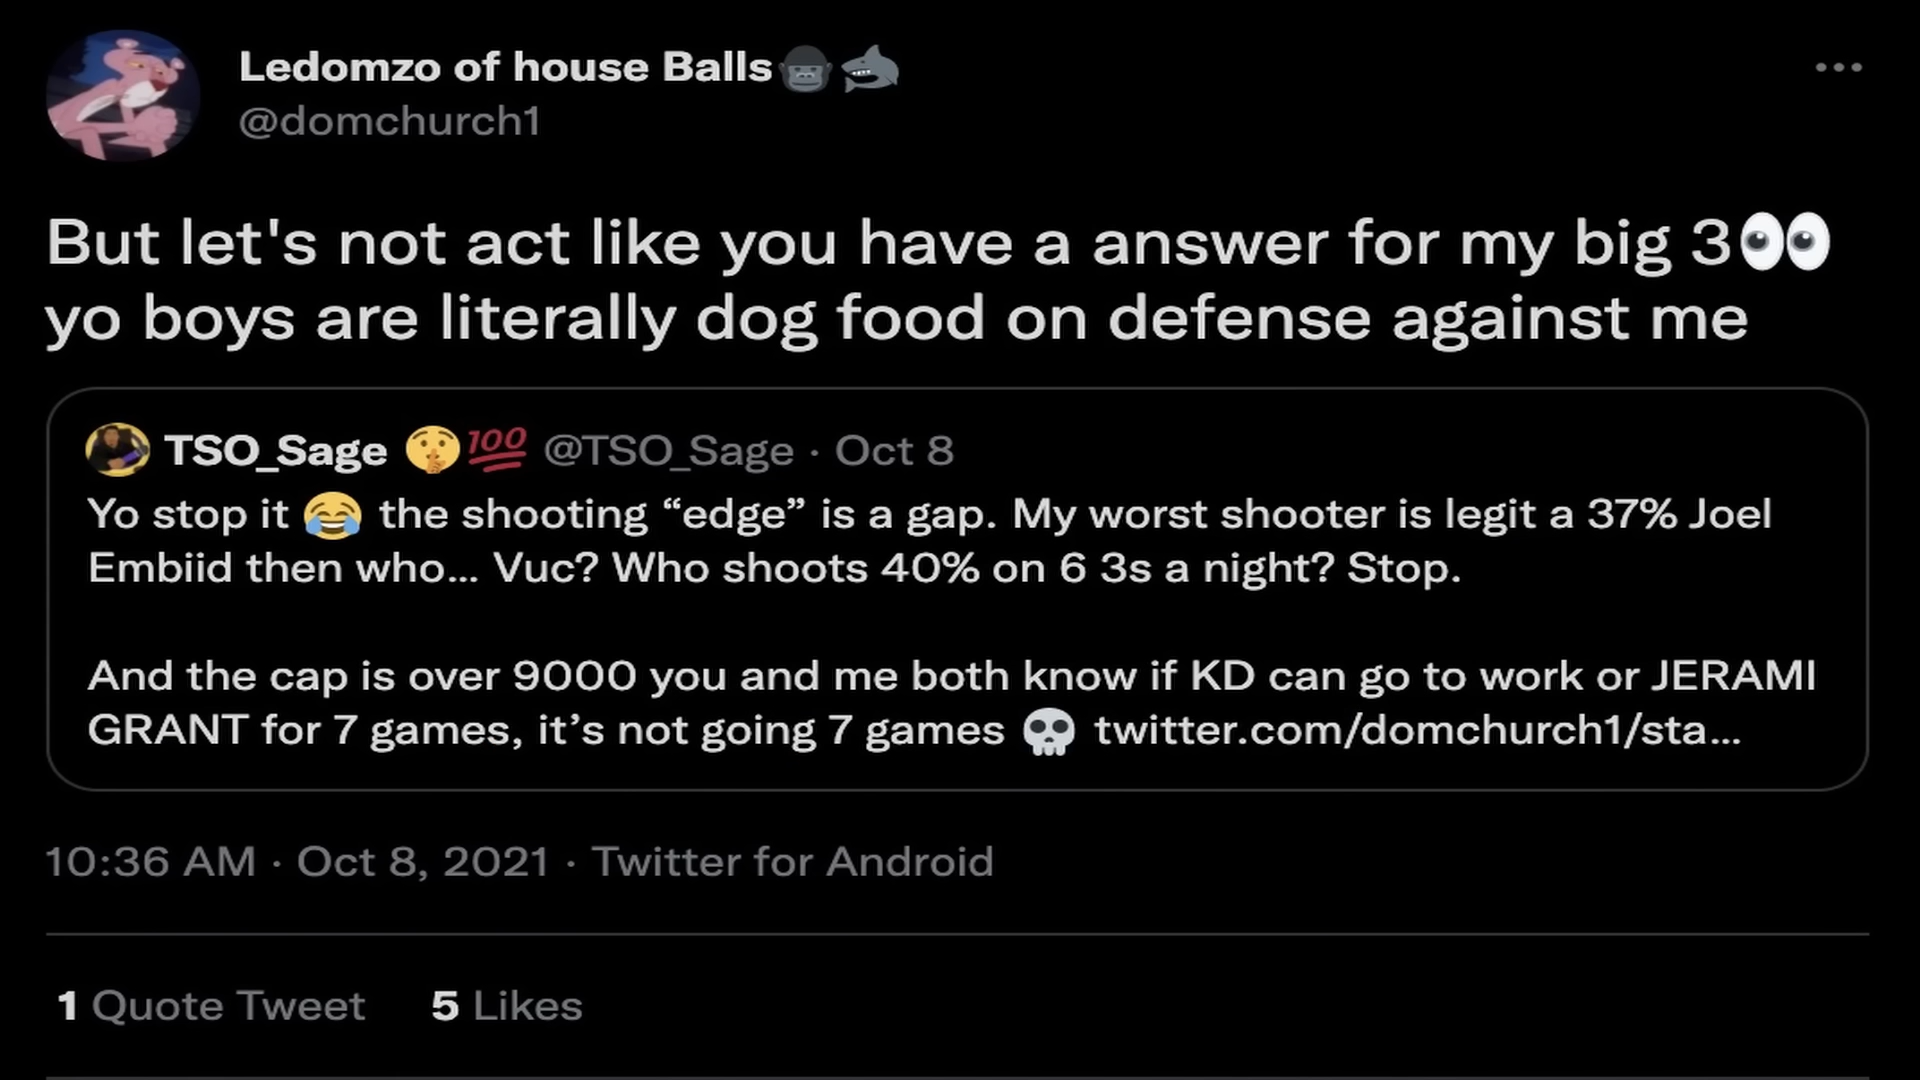 Ledomzo of house Balls🦍🦈
@domchurch1
But let's not act like you have a answer for my big 3👀
yo boys are literally dog food on defense against me
TSO_Sage 🤫💯 @TSO_Sage · Oct 8
Yo stop it 😂 the shooting “edge” is a gap. My worst shooter is legit a 37% Joel
Embiid then who... Vuc? Who shoots 40% on 6 3s a night? Stop.
And the cap is over 9000 you and me both know if KD can go to work or JERAMI
GRANT for 7 games, it’s not going 7 games 💀 twitter.com/domchurch1/sta...
10:36 AM · Oct 8, 2021 · Twitter for Android
1 Quote Tweet 5 Likes